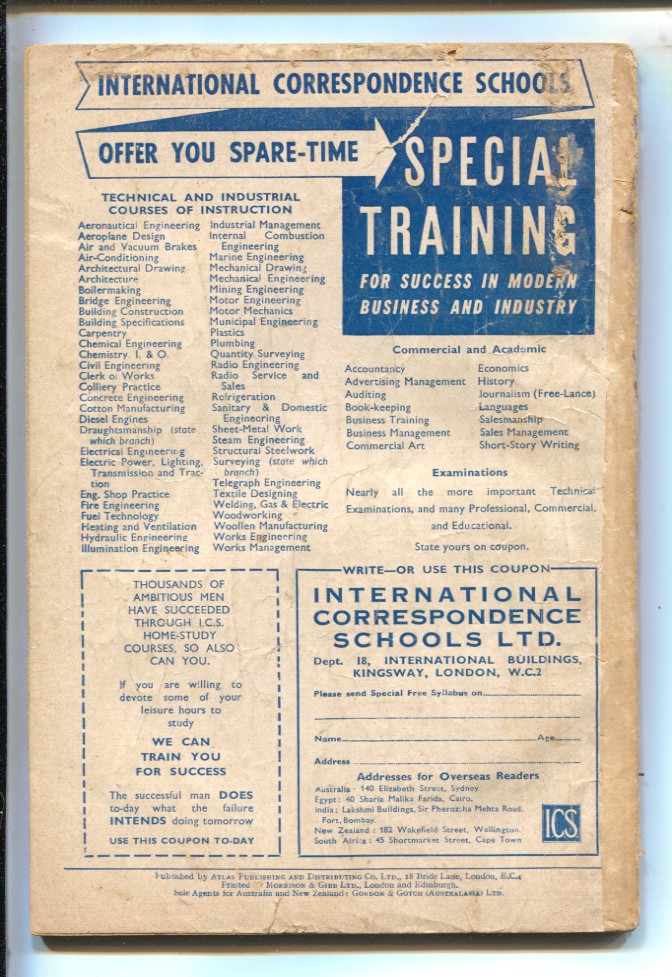 INTERNATIONAL CORRESPONDENCE SCHOOLS
OFFER YOU SPARE-TIME
SPECIAL
TRAINING
FOR SUCCESS IN MODERN
BUSINESS AND INDUSTRY
TECHNICAL AND INDUSTRIAL
COURSES OF INSTRUCTION
Aeronautical Engineering
Aeroplane Design
Air and Vacuum Brakes
Air-Conditioning
Architectural Drawing
Architecture
Boilermaking
Bridge Engineering
Building Construction
Building Specifications
Carpentry
Chemical Engineering
Chemistry, I. & O.
Civil Engineering
Clerk of Works
Colliery Practice
Concrete Engineering
Cotton Manufacturing
Diesel Engines
Draughtsmanship (state
which branch)
Electrical Engineering
Electric Power, Lighting,
Transmission and Trac-
tion
Eng. Shop Practice
Fire Engineering
Fuel Technology
Heating and Ventilation
Hydraulic Engineering
Illumination Engineering
Industrial Management
Internal Combustion
Engineering
Marine Engineering
Mechanical Drawing
Mechanical Engineering
Mining Engineering
Motor Engineering
Motor Mechanics
Municipal Engineering
Plastics
Plumbing
Quantity Surveying
Radio Engineering
Radio Service and
Sales
Refrigeration
Sanitary & Domestic
Engineering
Sheet-Metal Work
Steam Engineering
Structural Steelwork
Surveying (state which
branch)
Telegraph Engineering
Textile Designing
Welding, Gas & Electric
Woodworking
Woollen Manufacturing
Works Engineering
Works Management
Commercial and Academic
Accountancy
Advertising Management
Auditing
Book-keeping
Business Training
Business Management
Commercial Art
Economics
History
Journalism (Free-Lance)
Languages
Salesmanship
Sales Management
Short-Story Writing
Examinations
Nearly all the more important Technical
Examinations, and many Professional, Commercial,
and Educational.
State yours on coupon.
THOUSANDS OF
AMBITIOUS MEN
HAVE SUCCEEDED
THROUGH I.C.S.
HOME-STUDY
COURSES, SO ALSO
CAN YOU.
If you are willing to
devote some of your
leisure hours to
study
WE CAN
TRAIN YOU
FOR SUCCESS
The successful man DOES
to-day what the failure
INTENDS doing tomorrow
USE THIS COUPON TO-DAY
WRITE—OR USE THIS COUPON
INTERNATIONAL
CORRESPONDENCE
SCHOOLS LTD.
Dept. 18, INTERNATIONAL BUILDINGS,
KINGSWAY, LONDON, W.C.2
Please send Special Free Syllabus on
Name Age
Address
Addresses for Overseas Readers
Australia: 140 Elizabeth Street, Sydney.
Egypt: 40 Sharia Malika Farida, Cairo.
India: Lakshmi Buildings, Sir Pherozsha Mehta Road,
Fort, Bombay.
New Zealand: 182 Wakefield Street, Wellington.
South Africa: 45 Shortmarket Street, Cape Town
ICS
Published by ATLAS PUBLISHING AND DISTRIBUTING CO. LTD., 18 Bride Lane, London, E.C.4
Printed MORRISON & GIBB LTD., London and Edinburgh.
Sole Agents for Australia and New Zealand: GORDON & GOTCH (AUSTRALASIA) LTD.